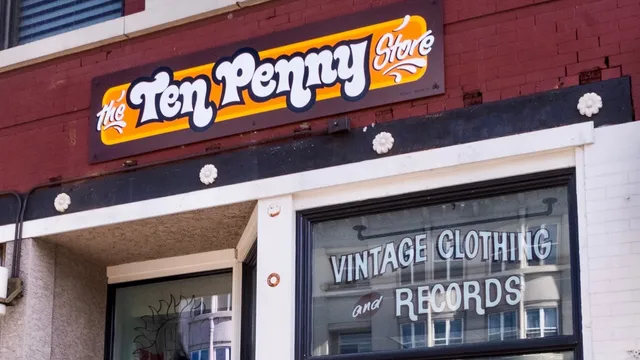 the Ten Penny Store
VINTAGE CLOTHING
and RECORDS